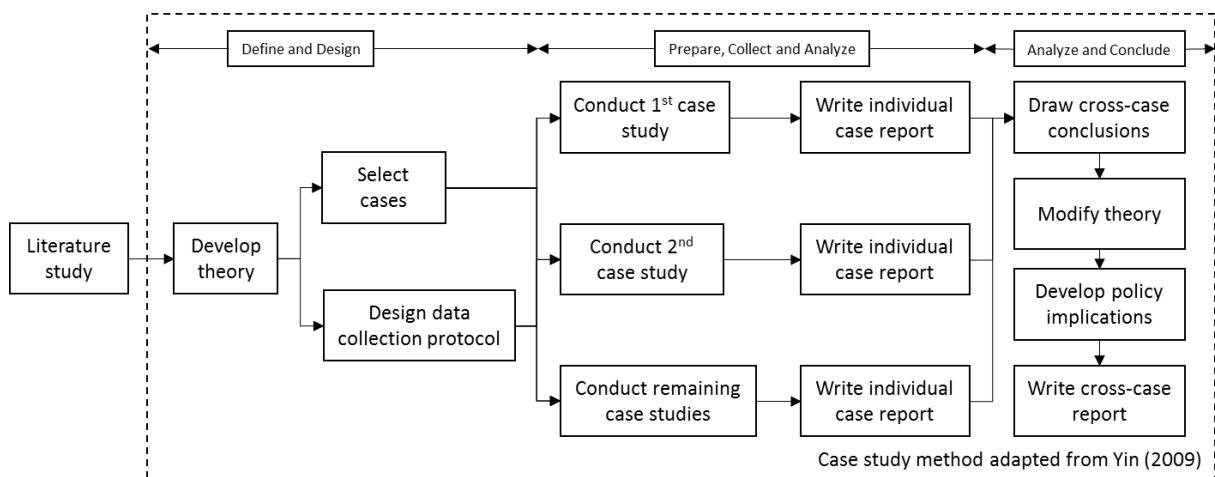 Define and Design
Prepare, Collect and Analyze
Analyze and Conclude
Literature
study
Develop
theory
Select
cases
Design data
collection protocol
Conduct 1st case
study
Write individual
case report
Conduct 2nd
case study
Write individual
case report
Conduct remaining
case studies
Write individual
case report
Draw cross-case
conclusions
Modify theory
Develop policy
implications
Write cross-case
report
Case study method adapted from Yin (2009)